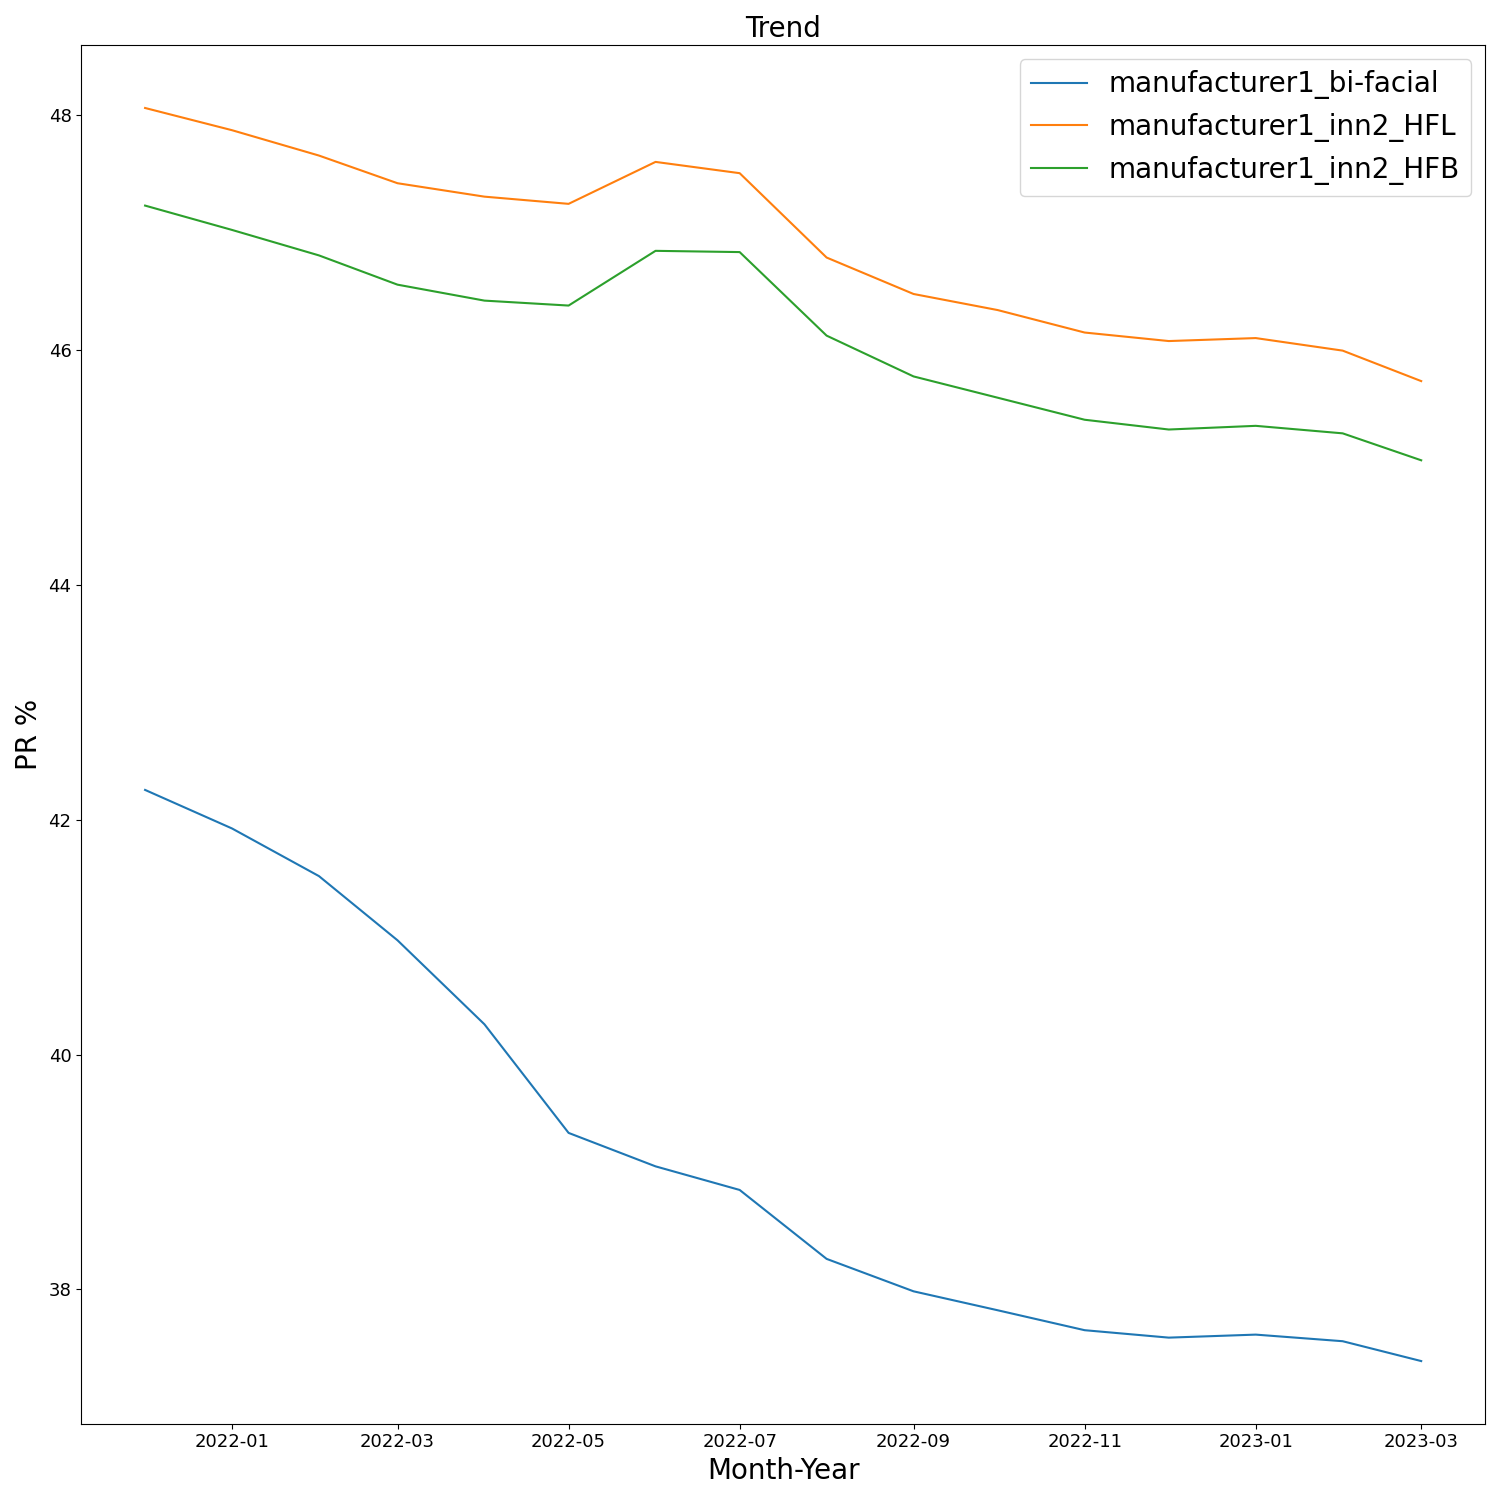 Trend
manufacturer1_bi-facial
manufacturer1_inn2_HFL
manufacturer1_inn2_HFB
48
46
44
42
40
38
PR %
2022-01 2022-03 2022-05 2022-07 2022-09 2022-11 2023-01 2023-03
Month-Year